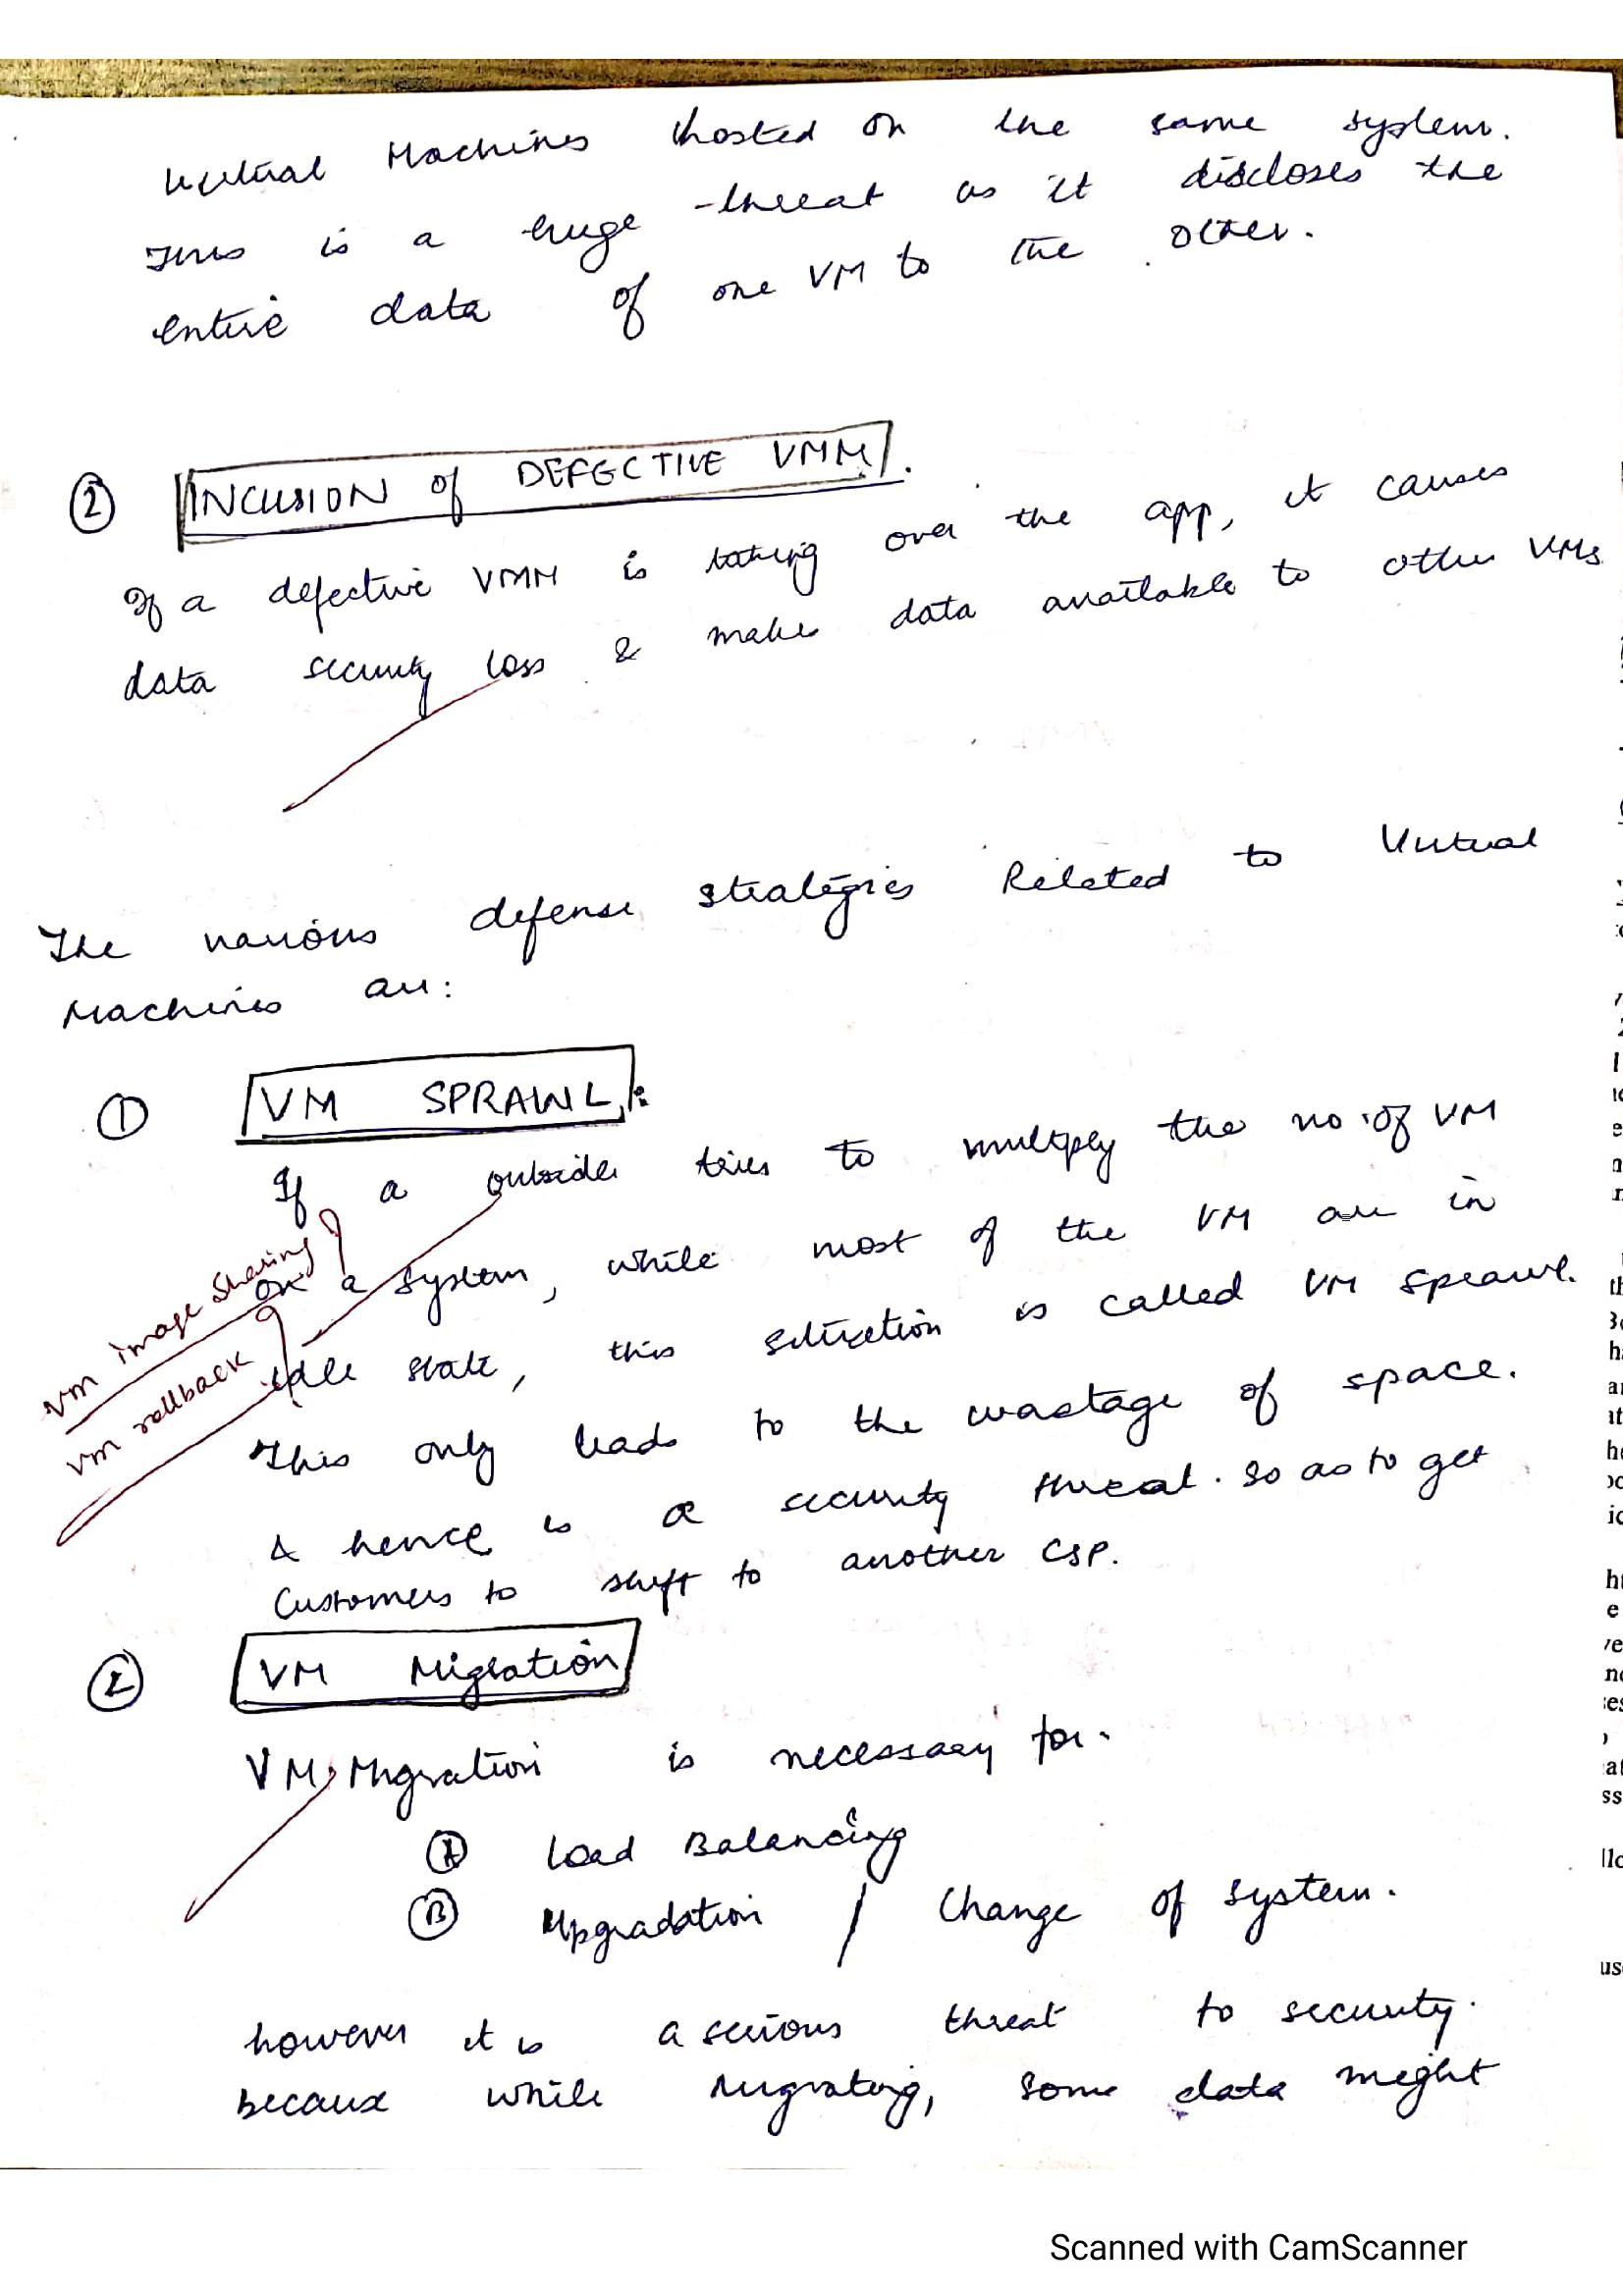 Virtual Machines hosted on the same system.
This is a huge threat as it discloses the
entire data of one VM to the other.
② INCLUSION of DEFECTIVE VMM.
If a defective VMM is taking over the app, it causes
data security loss & makes data available to other VMs
The various defense strategies Related to Virtual
Machines are:
① VM SPRAWL:
If a outsider tries to multiply the no. of VM
on a system, while most of the VM are in
idle state, this situation is called VM sprawl.
This only leads to the wastage of space.
& hence is a security threat. so as to get
Customers to shift to another CSP.
VM image sharing
VM rollback
② VM Migration
VM Migration is necessary for.
Ⓐ Load Balancing
Ⓑ Upgradation / Change of system.
however it is a serious threat to security.
because while Migrating, some data might
Scanned with CamScanner